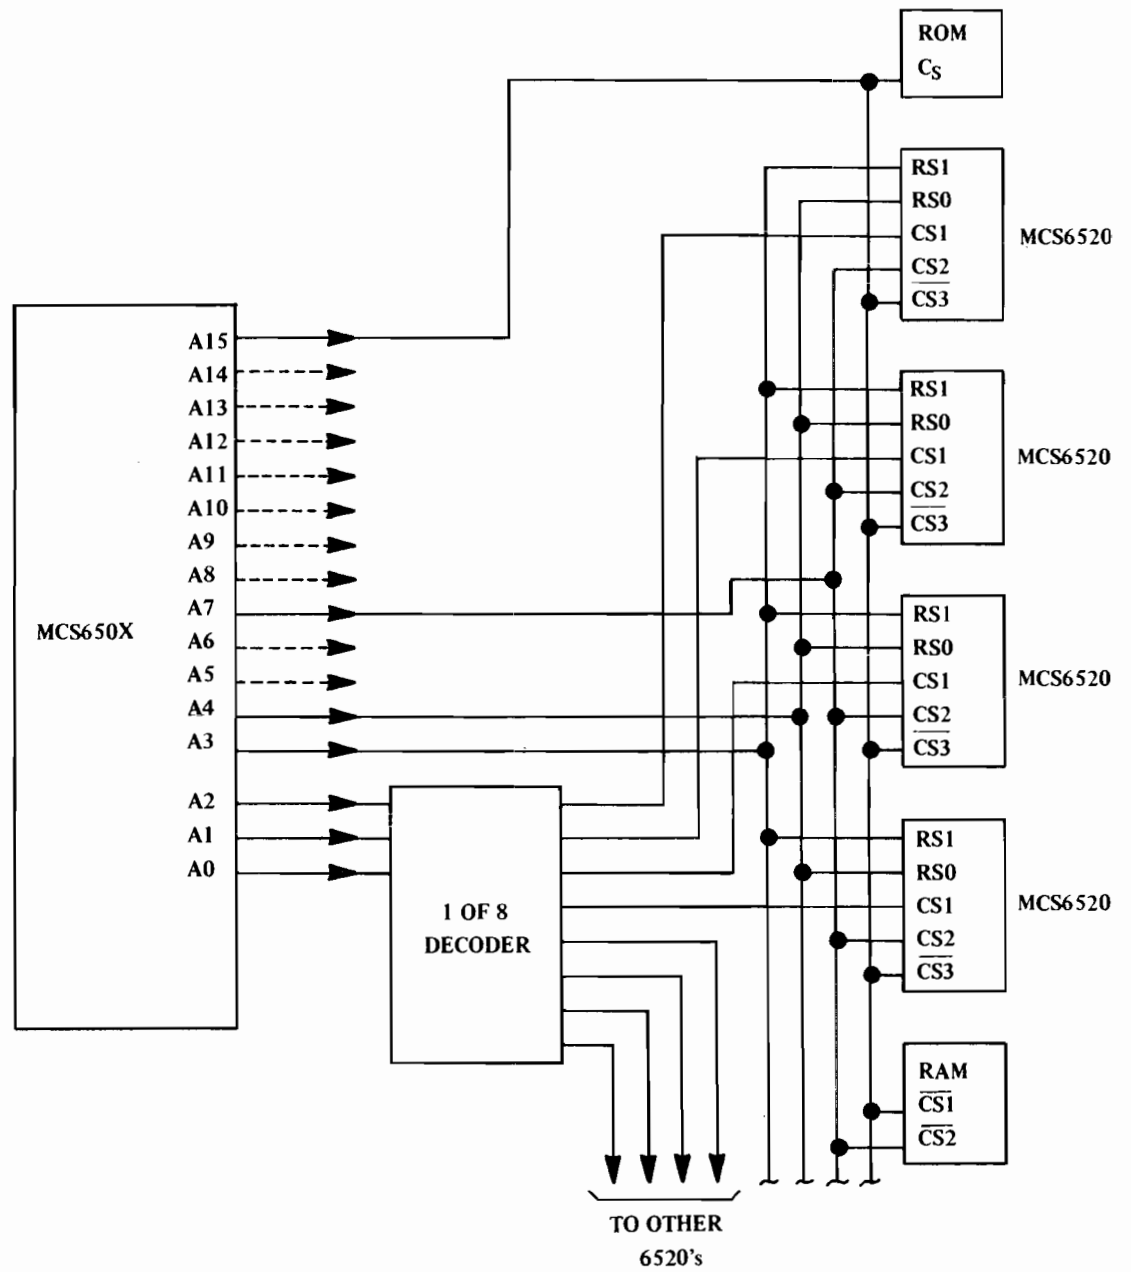 ROM
CS
RS1
RS0
CS1
CS2
CS3
MCS6520
RS1
RS0
CS1
CS2
CS3
MCS6520
MCS650X
A15
A14
A13
A12
A11
A10
A9
A8
A7
A6
A5
A4
A3
A2
A1
A0
RS1
RS0
CS1
CS2
CS3
MCS6520
1 OF 8
DECODER
RS1
RS0
CS1
CS2
CS3
MCS6520
RAM
CS1
CS2
TO OTHER
6520's